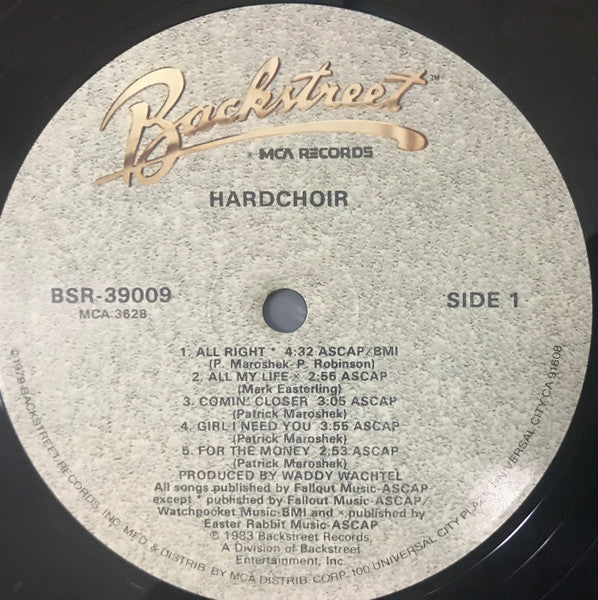 Backstreet™
MCA RECORDS
HARDCHOIR
BSR-39009
MCA 3628
SIDE 1
1. ALL RIGHT * 4:32 ASCAP/BMI
(P. Maroshek-P. Robinson)
2. ALL MY LIFE × 2:56 ASCAP
(Mark Easterling)
3. COMIN' CLOSER 3:05 ASCAP
(Patrick Maroshek)
4. GIRL I NEED YOU 3:55 ASCAP
(Patrick Maroshek)
5. FOR THE MONEY 2:53 ASCAP
(Patrick Maroshek)
PRODUCED BY WADDY WACHTEL
All songs published by Fallout Music-ASCAP
except * published by Fallout Music-ASCAP/
Watchpocket Music-BMI and × published by
Easter Rabbit Music-ASCAP
℗ 1983 Backstreet Records,
A Division of Backstreet
Entertainment, Inc.
©1979 BACKSTREET RECORDS, INC. MFD. & DISTRIB. BY MCA DISTRIB. CORP. 100 UNIVERSAL CITY PLAZA, UNIVERSAL CITY, CA 91608